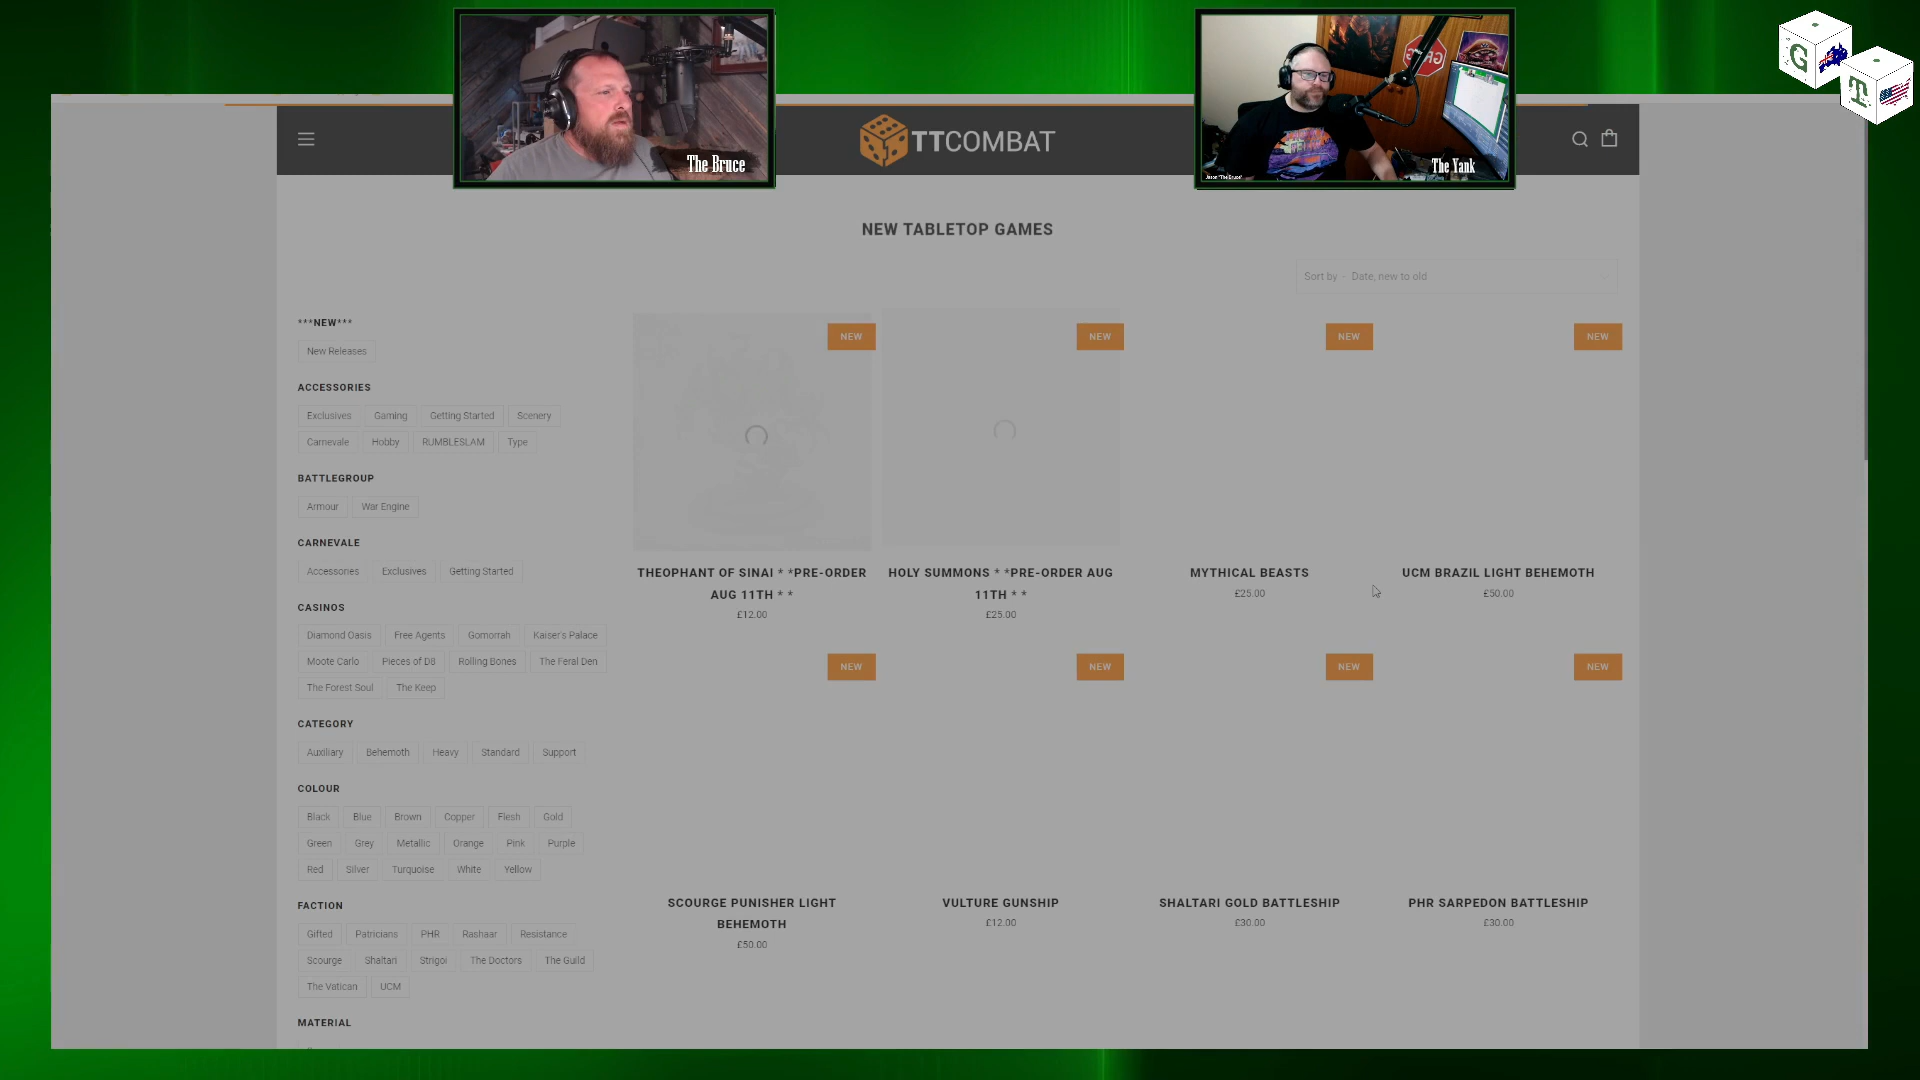 The Bruce
The Yank
Jason "The Bruce"
G
T
TTCOMBAT
NEW TABLETOP GAMES
Sort by - Date, new to old
***NEW***
New Releases
ACCESSORIES
Exclusives Gaming Getting Started Scenery
Carnevale Hobby RUMBLESLAM Type
BATTLEGROUP
Armour War Engine
CARNEVALE
Accessories Exclusives Getting Started
CASINOS
Diamond Oasis Free Agents Gomorrah Kaiser's Palace
Moote Carlo Pieces of D8 Rolling Bones The Feral Den
The Forest Soul The Keep
CATEGORY
Auxiliary Behemoth Heavy Standard Support
COLOUR
Black Blue Brown Copper Flesh Gold
Green Grey Metallic Orange Pink Purple
Red Silver Turquoise White Yellow
FACTION
Gifted Patricians PHR Rashaar Resistance
Scourge Shaltari Strigoi The Doctors The Guild
The Vatican UCM
MATERIAL
NEW NEW NEW NEW
THEOPHANT OF SINAI * *PRE-ORDER
AUG 11TH * *
£12.00
HOLY SUMMONS * *PRE-ORDER AUG
11TH * *
£25.00
MYTHICAL BEASTS
£25.00
UCM BRAZIL LIGHT BEHEMOTH
£50.00
NEW NEW NEW NEW
SCOURGE PUNISHER LIGHT
BEHEMOTH
£50.00
VULTURE GUNSHIP
£12.00
SHALTARI GOLD BATTLESHIP
£30.00
PHR SARPEDON BATTLESHIP
£30.00